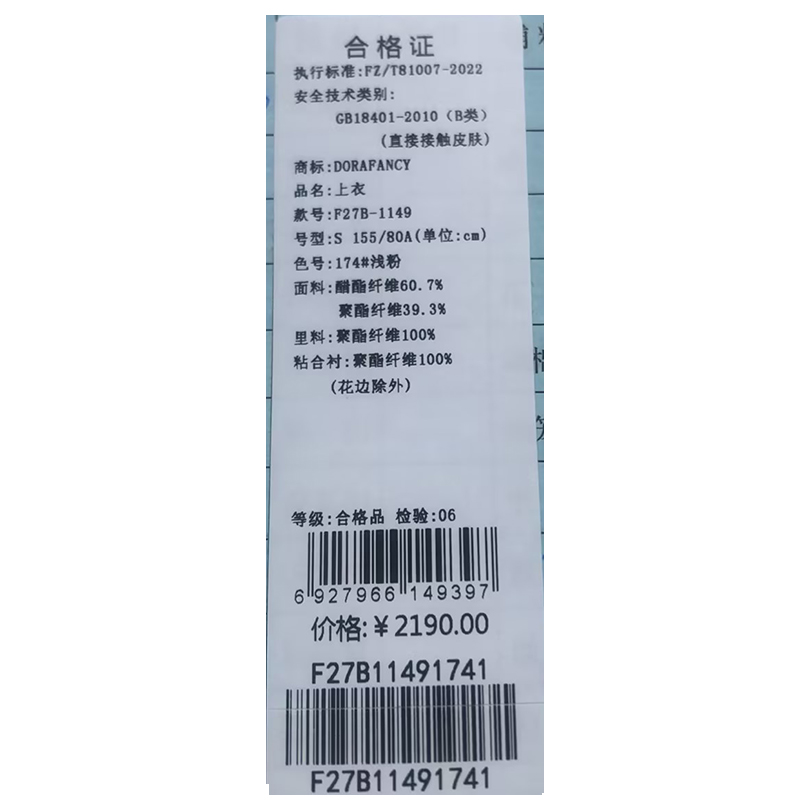 合格证
执行标准:FZ/T81007-2022
安全技术类别:
GB18401-2010（B类）
(直接接触皮肤)
商标:DORAFANCY
品名:上衣
款号:F27B-1149
号型:S 155/80A(单位:cm)
色号:174#浅粉
面料:醋酯纤维60.7%
聚酯纤维39.3%
里料:聚酯纤维100%
粘合衬:聚酯纤维100%
(花边除外)
等级:合格品 检验:06
6 927966 149397
价格:￥2190.00
F27B11491741
F27B11491741